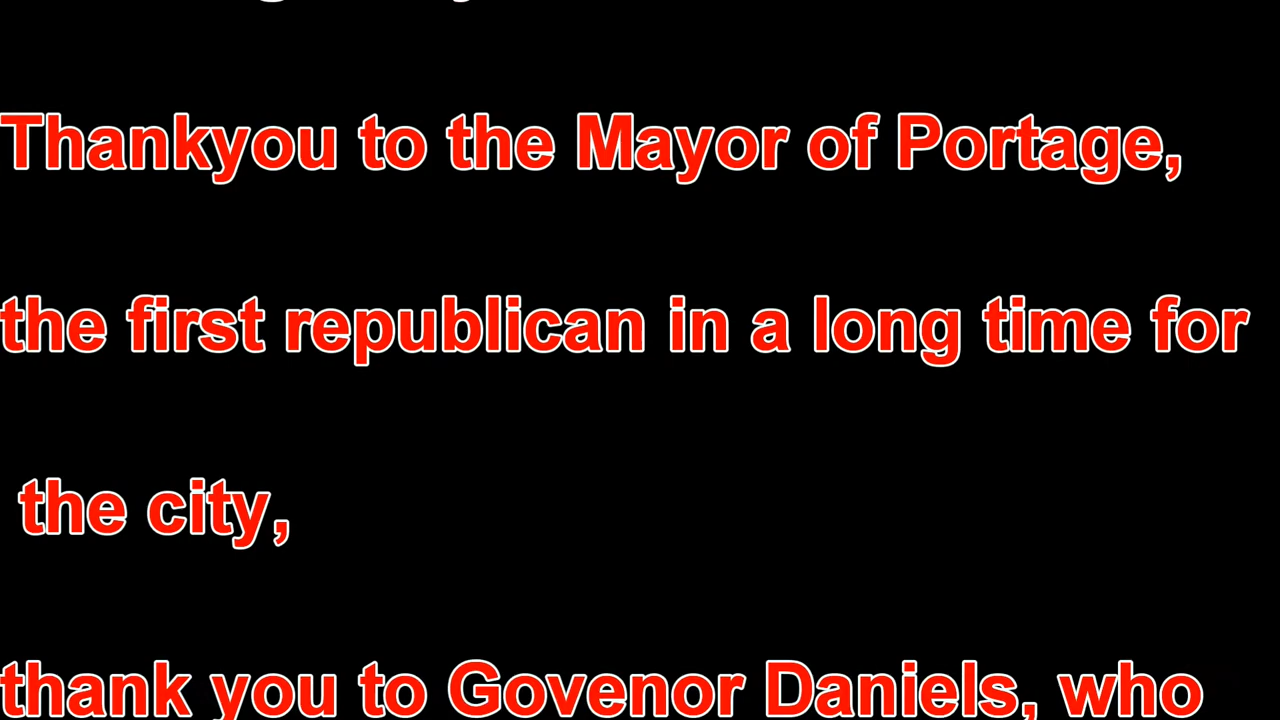 Thankyou to the Mayor of Portage,
the first republican in a long time for
the city,
thank you to Govenor Daniels, who